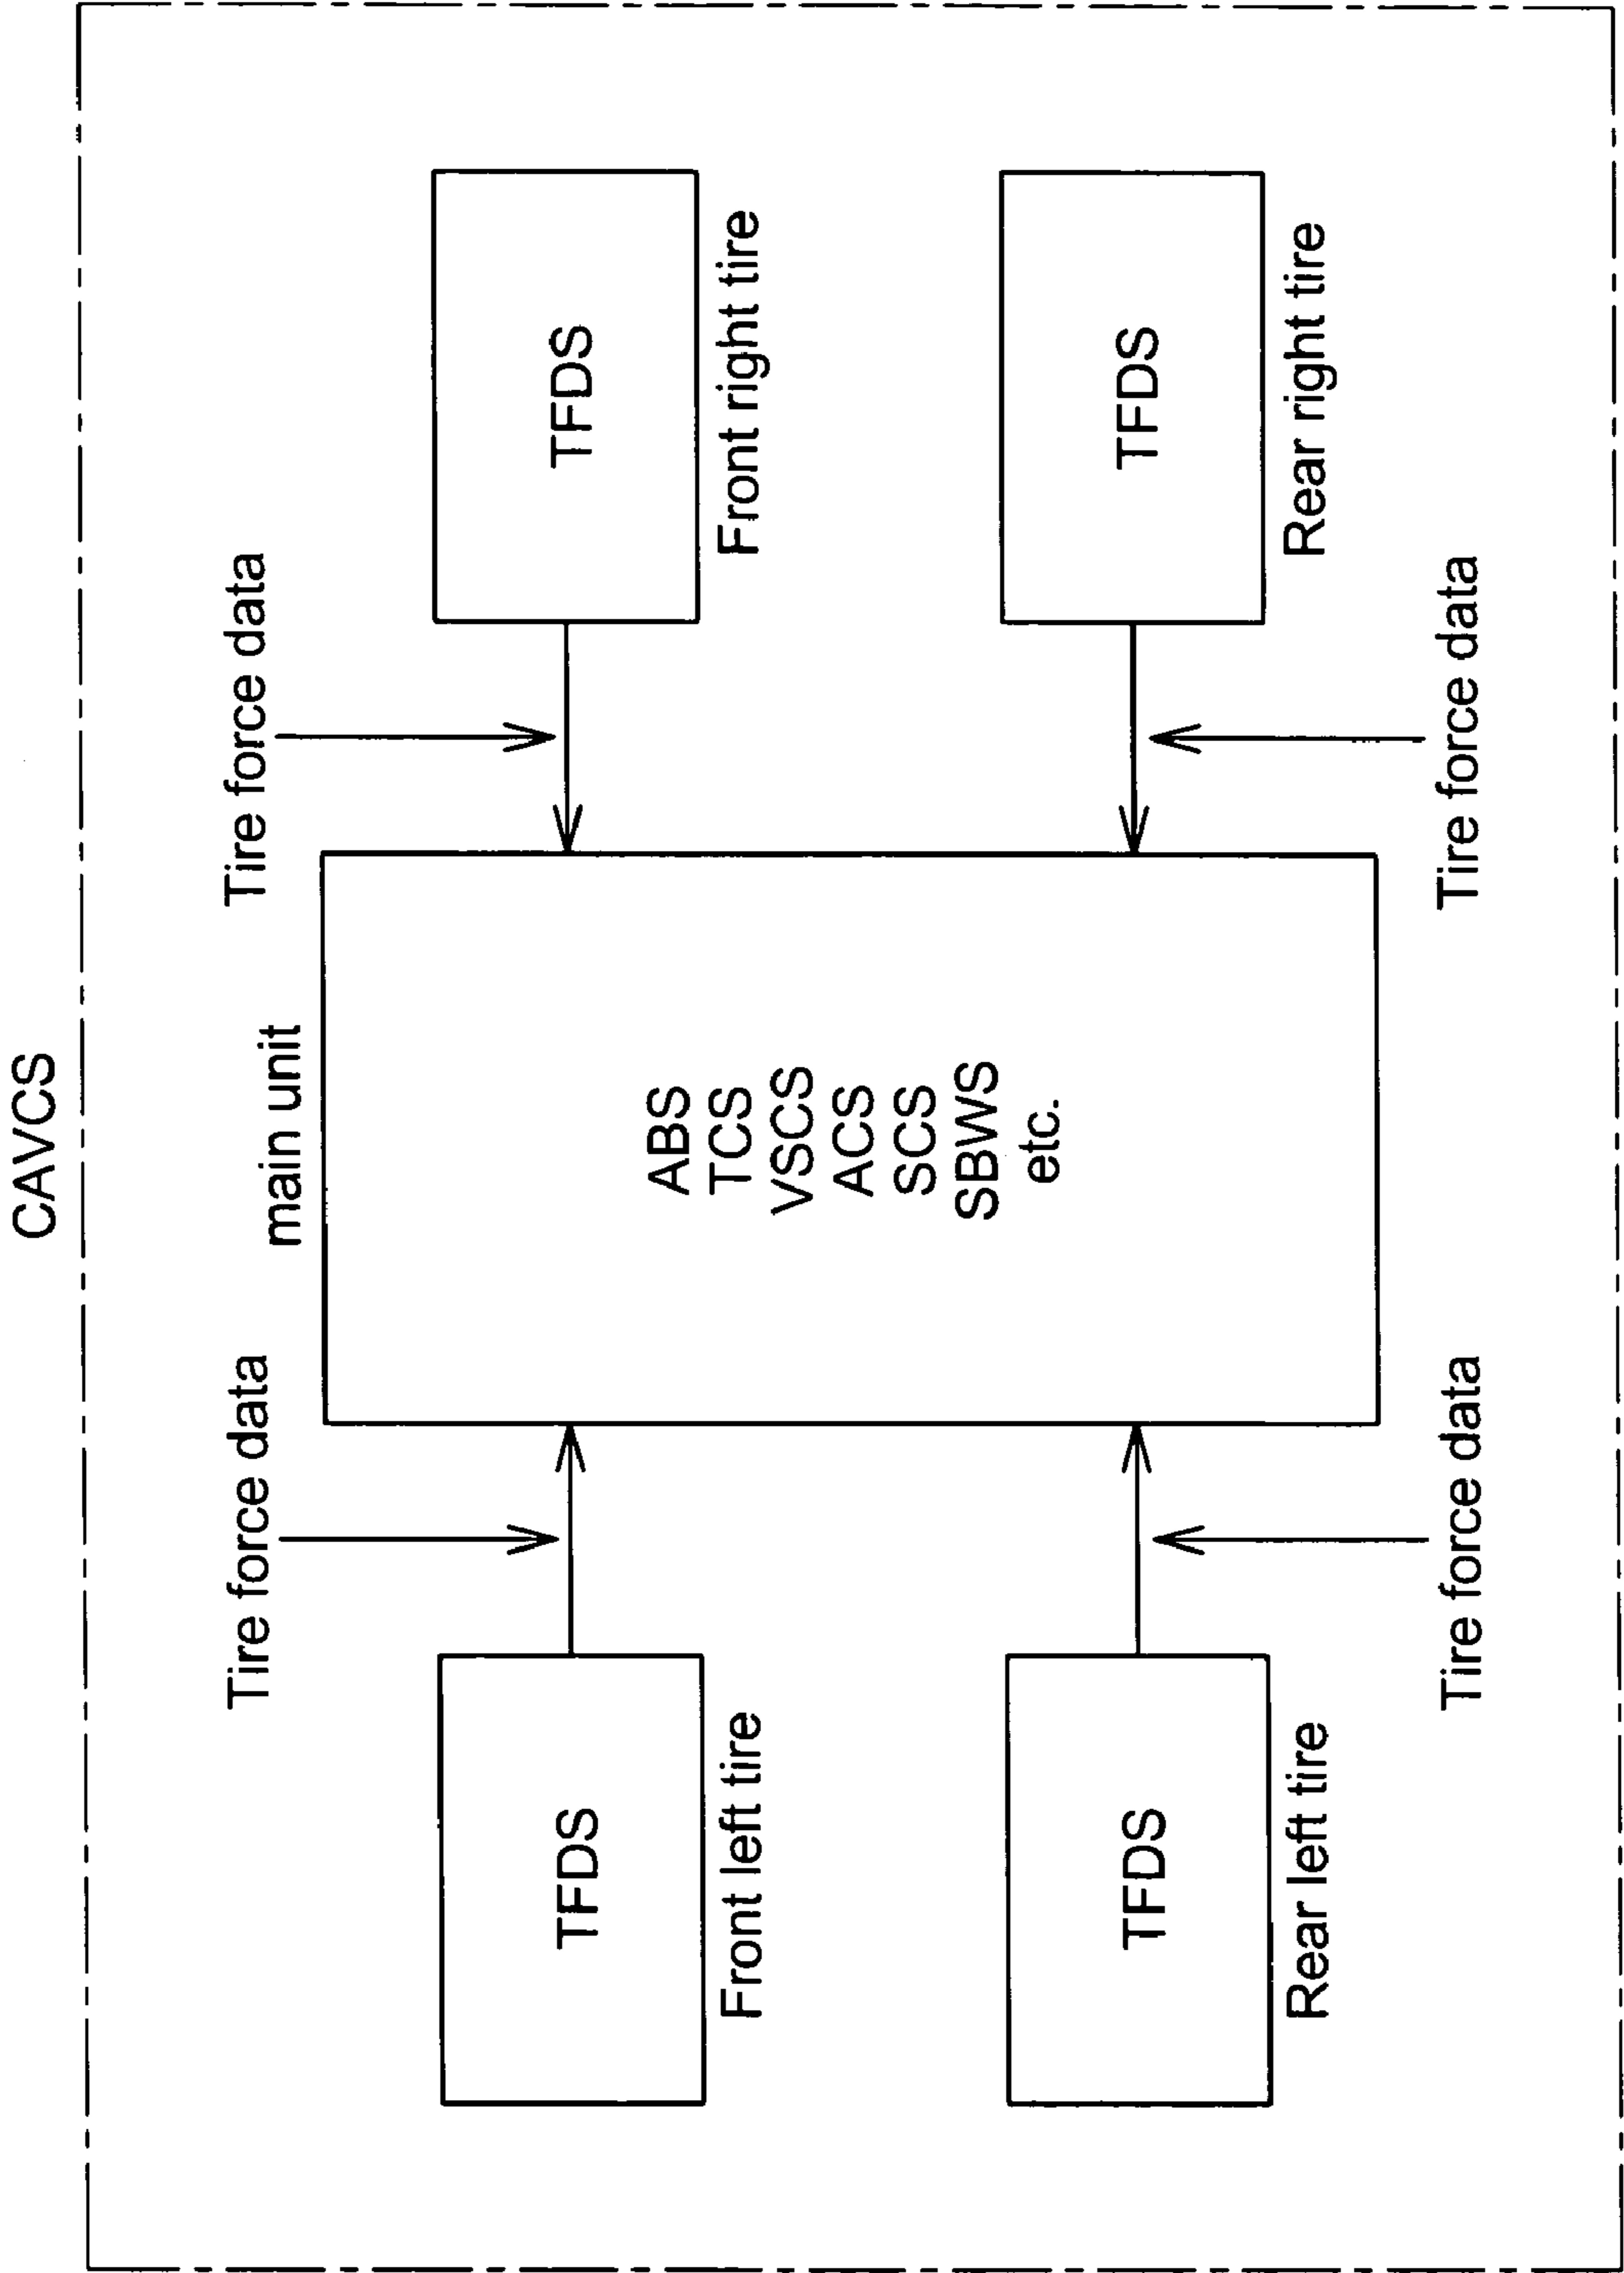 CAVCS
Tire force data
main unit
Tire force data
TFDS
Front left tire
ABS
TCS
VSCS
ACS
SCS
SBWS
etc.
TFDS
Front right tire
TFDS
Rear left tire
TFDS
Rear right tire
Tire force data
Tire force data